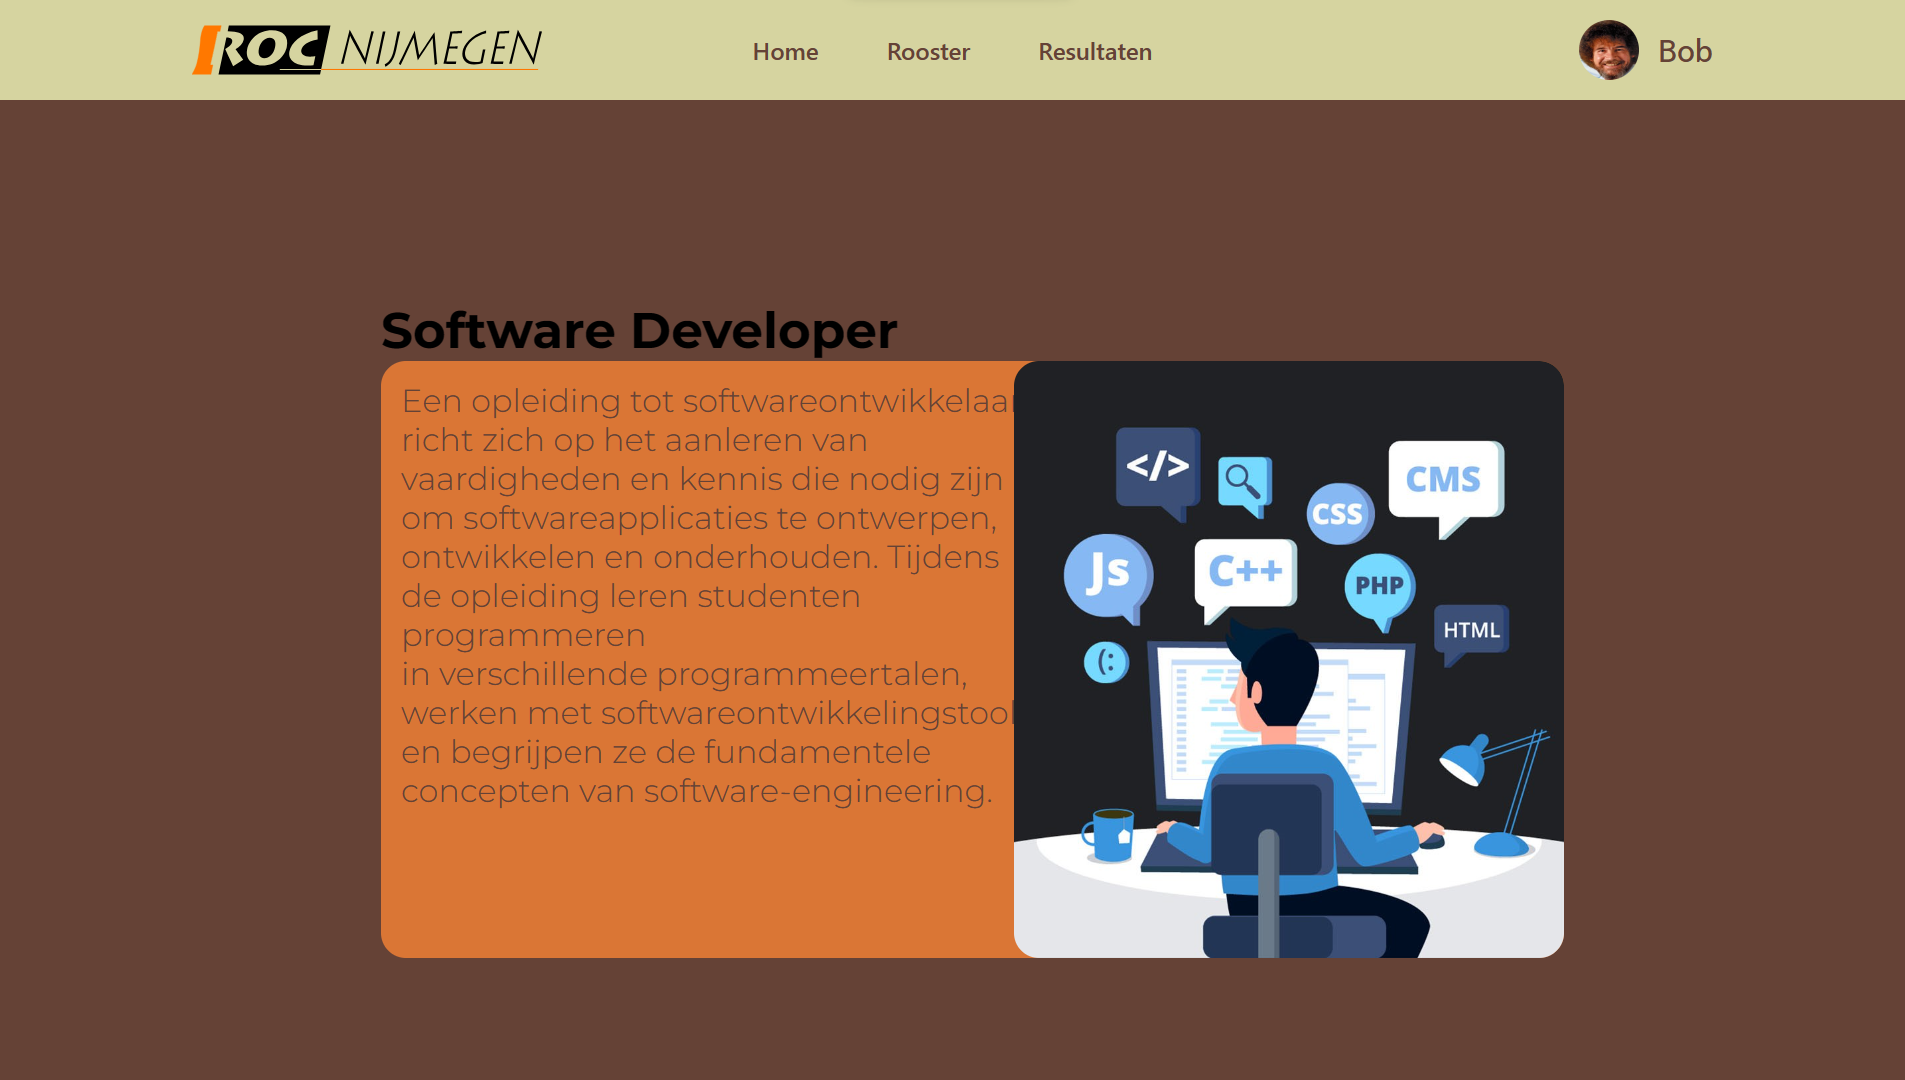 ROC NIJMEGEN
Home Rooster Resultaten
Bob
Software Developer
Een opleiding tot softwareontwikkelaar
richt zich op het aanleren van
vaardigheden en kennis die nodig zijn
om softwareapplicaties te ontwerpen,
ontwikkelen en onderhouden. Tijdens
de opleiding leren studenten
programmeren
in verschillende programmeertalen,
werken met
en begrijpen ze de fundamentele
concepten van software-engineering.
</>
CMS
CSS
Js
C++
PHP
HTML
(: